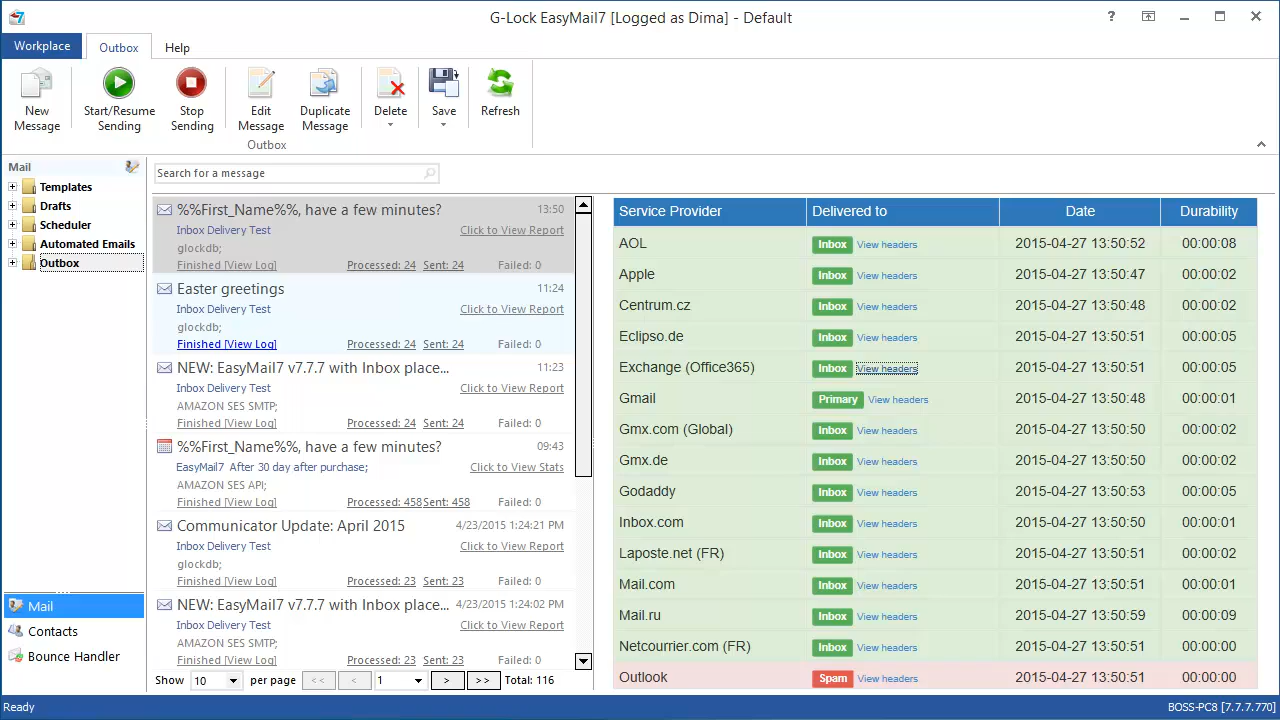 G-Lock EasyMail7 [Logged as Dima] - Default
Workplace Outbox Help
New Message
Start/Resume Sending
Stop Sending
Edit Message
Duplicate Message
Delete
Save
Refresh
Outbox
Mail
Templates
Drafts
Scheduler
Automated Emails
Outbox
Mail
Contacts
Bounce Handler
Search for a message
%%First_Name%%, have a few minutes? 13:50
Inbox Delivery Test Click to View Report
glockdb;
Finished [View Log] Processed: 24 Sent: 24 Failed: 0
Easter greetings 11:24
Inbox Delivery Test Click to View Report
glockdb;
Finished [View Log] Processed: 24 Sent: 24 Failed: 0
NEW: EasyMail7 v7.7.7 with Inbox place... 11:23
Inbox Delivery Test Click to View Report
AMAZON SES SMTP;
Finished [View Log] Processed: 24 Sent: 24 Failed: 0
%%First_Name%%, have a few minutes? 09:43
EasyMail7 After 30 day after purchase; Click to View Stats
AMAZON SES API;
Finished [View Log] Processed: 458 Sent: 458 Failed: 0
Communicator Update: April 2015 4/23/2015 1:24:21 PM
Inbox Delivery Test Click to View Report
glockdb;
Finished [View Log] Processed: 23 Sent: 23 Failed: 0
NEW: EasyMail7 v7.7.7 with Inbox place... 4/23/2015 1:24:02 PM
Inbox Delivery Test Click to View Report
AMAZON SES SMTP;
Finished [View Log] Processed: 23 Sent: 23 Failed: 0
Show 10 per page << < 1 > >> Total: 116
Service Provider Delivered to Date Durability
AOL Inbox View headers 2015-04-27 13:50:52 00:00:08
Apple Inbox View headers 2015-04-27 13:50:47 00:00:02
Centrum.cz Inbox View headers 2015-04-27 13:50:48 00:00:02
Eclipso.de Inbox View headers 2015-04-27 13:50:51 00:00:05
Exchange (Office365) Inbox View headers 2015-04-27 13:50:51 00:00:05
Gmail Primary View headers 2015-04-27 13:50:48 00:00:01
Gmx.com (Global) Inbox View headers 2015-04-27 13:50:50 00:00:02
Gmx.de Inbox View headers 2015-04-27 13:50:50 00:00:02
Godaddy Inbox View headers 2015-04-27 13:50:53 00:00:05
Inbox.com Inbox View headers 2015-04-27 13:50:50 00:00:01
Laposte.net (FR) Inbox View headers 2015-04-27 13:50:51 00:00:02
Mail.com Inbox View headers 2015-04-27 13:50:51 00:00:01
Mail.ru Inbox View headers 2015-04-27 13:50:59 00:00:09
Netcourrier.com (FR) Inbox View headers 2015-04-27 13:50:51 00:00:00
Outlook Spam View headers 2015-04-27 13:50:51 00:00:00
Ready BOSS-PC8 [7.7.7.770]